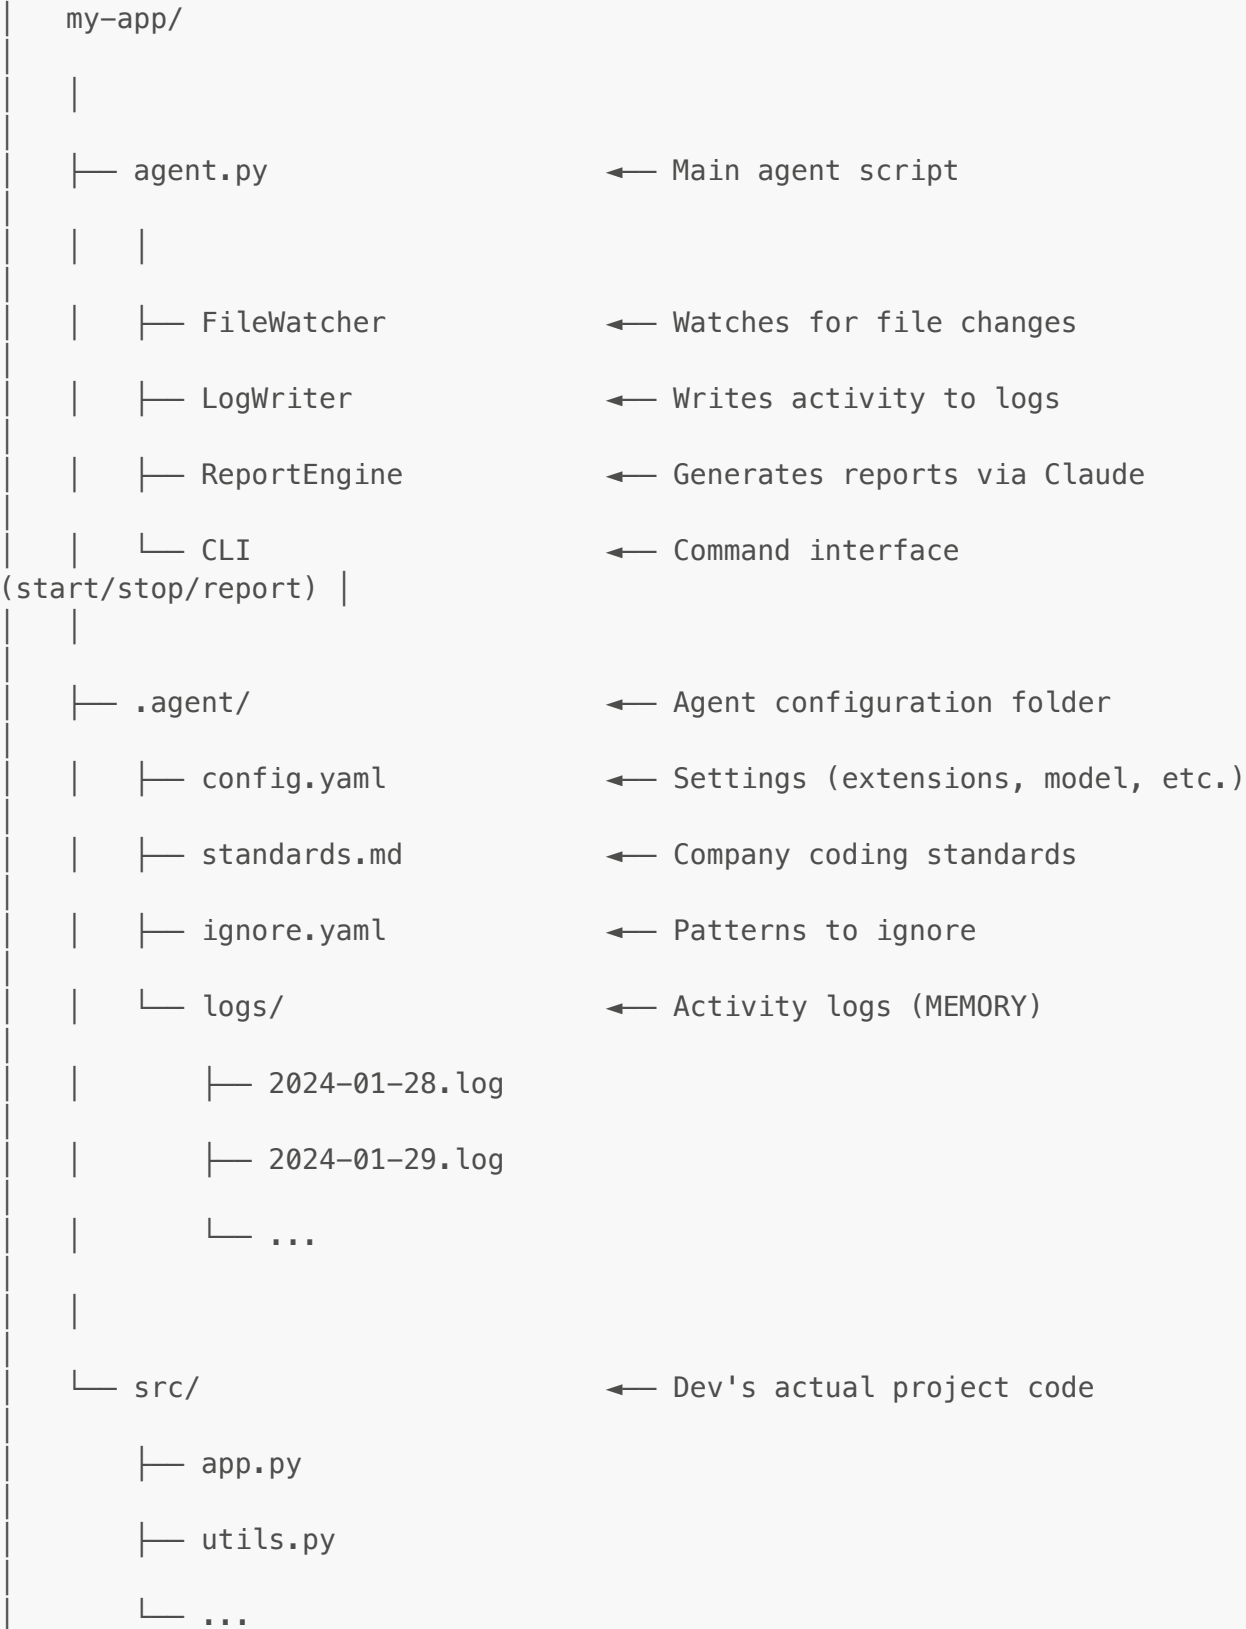 │   my-app/
│
│   │
│
│   ├── agent.py                    ◄── Main agent script
│
│   │   │
│
│   │   ├── FileWatcher             ◄── Watches for file changes
│
│   │   ├── LogWriter               ◄── Writes activity to logs
│
│   │   ├── ReportEngine            ◄── Generates reports via Claude
│
│   │   └── CLI                     ◄── Command interface
(start/stop/report) │
│   │
│
│   ├── .agent/                     ◄── Agent configuration folder
│
│   │   ├── config.yaml             ◄── Settings (extensions, model, etc.)
│
│   │   ├── standards.md            ◄── Company coding standards
│
│   │   ├── ignore.yaml             ◄── Patterns to ignore
│
│   │   └── logs/                   ◄── Activity logs (MEMORY)
│
│   │       ├── 2024-01-28.log
│
│   │       ├── 2024-01-29.log
│
│   │       └── ...
│
│   │
│
│   └── src/                        ◄── Dev's actual project code
│
│       ├── app.py
│
│       ├── utils.py
│
│       └── ...